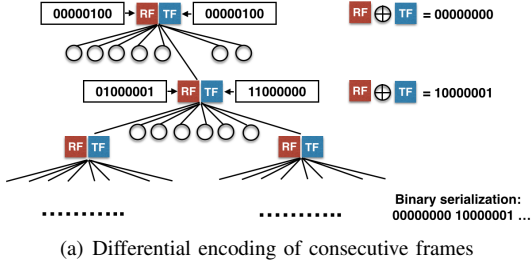 00000100 RF TF 00000100 RF ⊕ TF = 00000000
01000001 RF TF 11000000 RF ⊕ TF = 10000001
RF TF RF TF
Binary serialization:
00000000 10000001 ...
(a) Differential encoding of consecutive frames